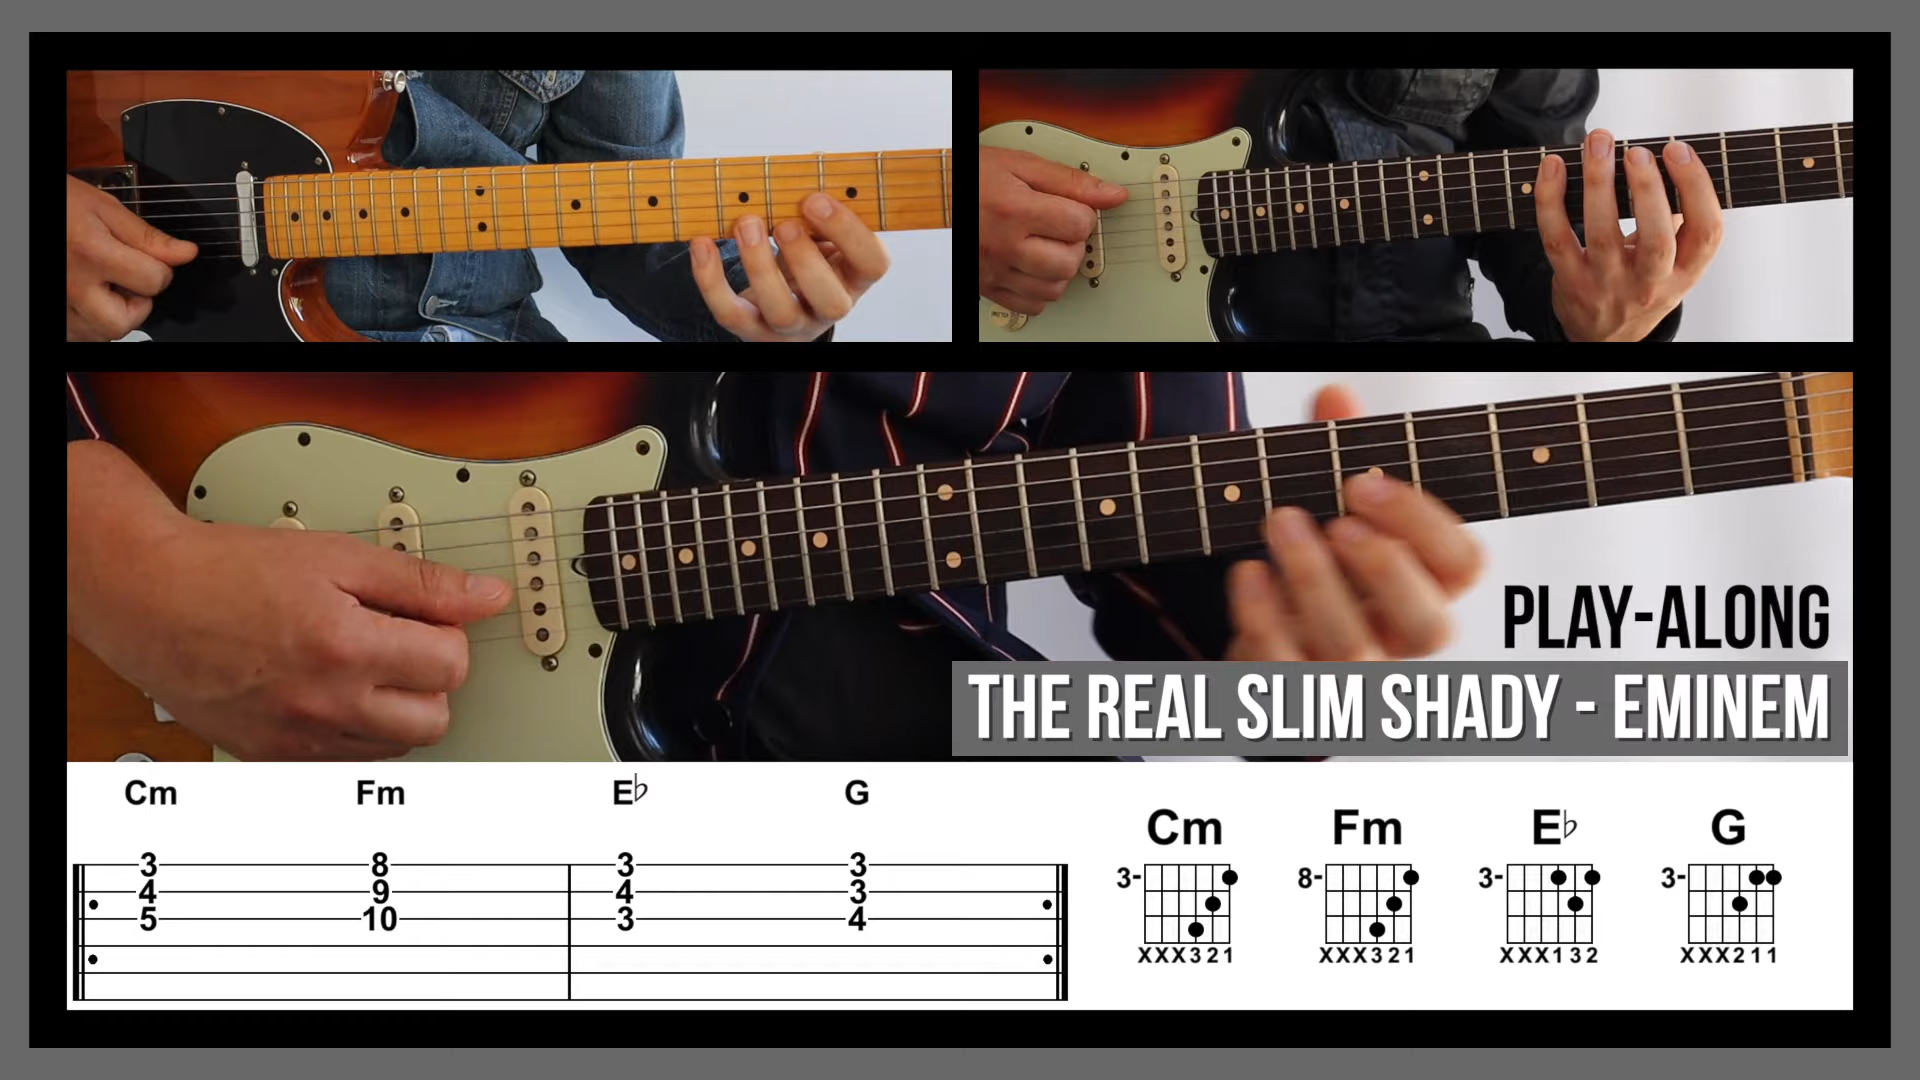 PLAY-ALONG
THE REAL SLIM SHADY - EMINEM
Cm Fm E♭ G
3 8 3 3
4 9 4 3
5 10 3 4
Cm Fm E♭ G
3- 8- 3- 3-
XXX321 XXX321 XXX132 XXX211